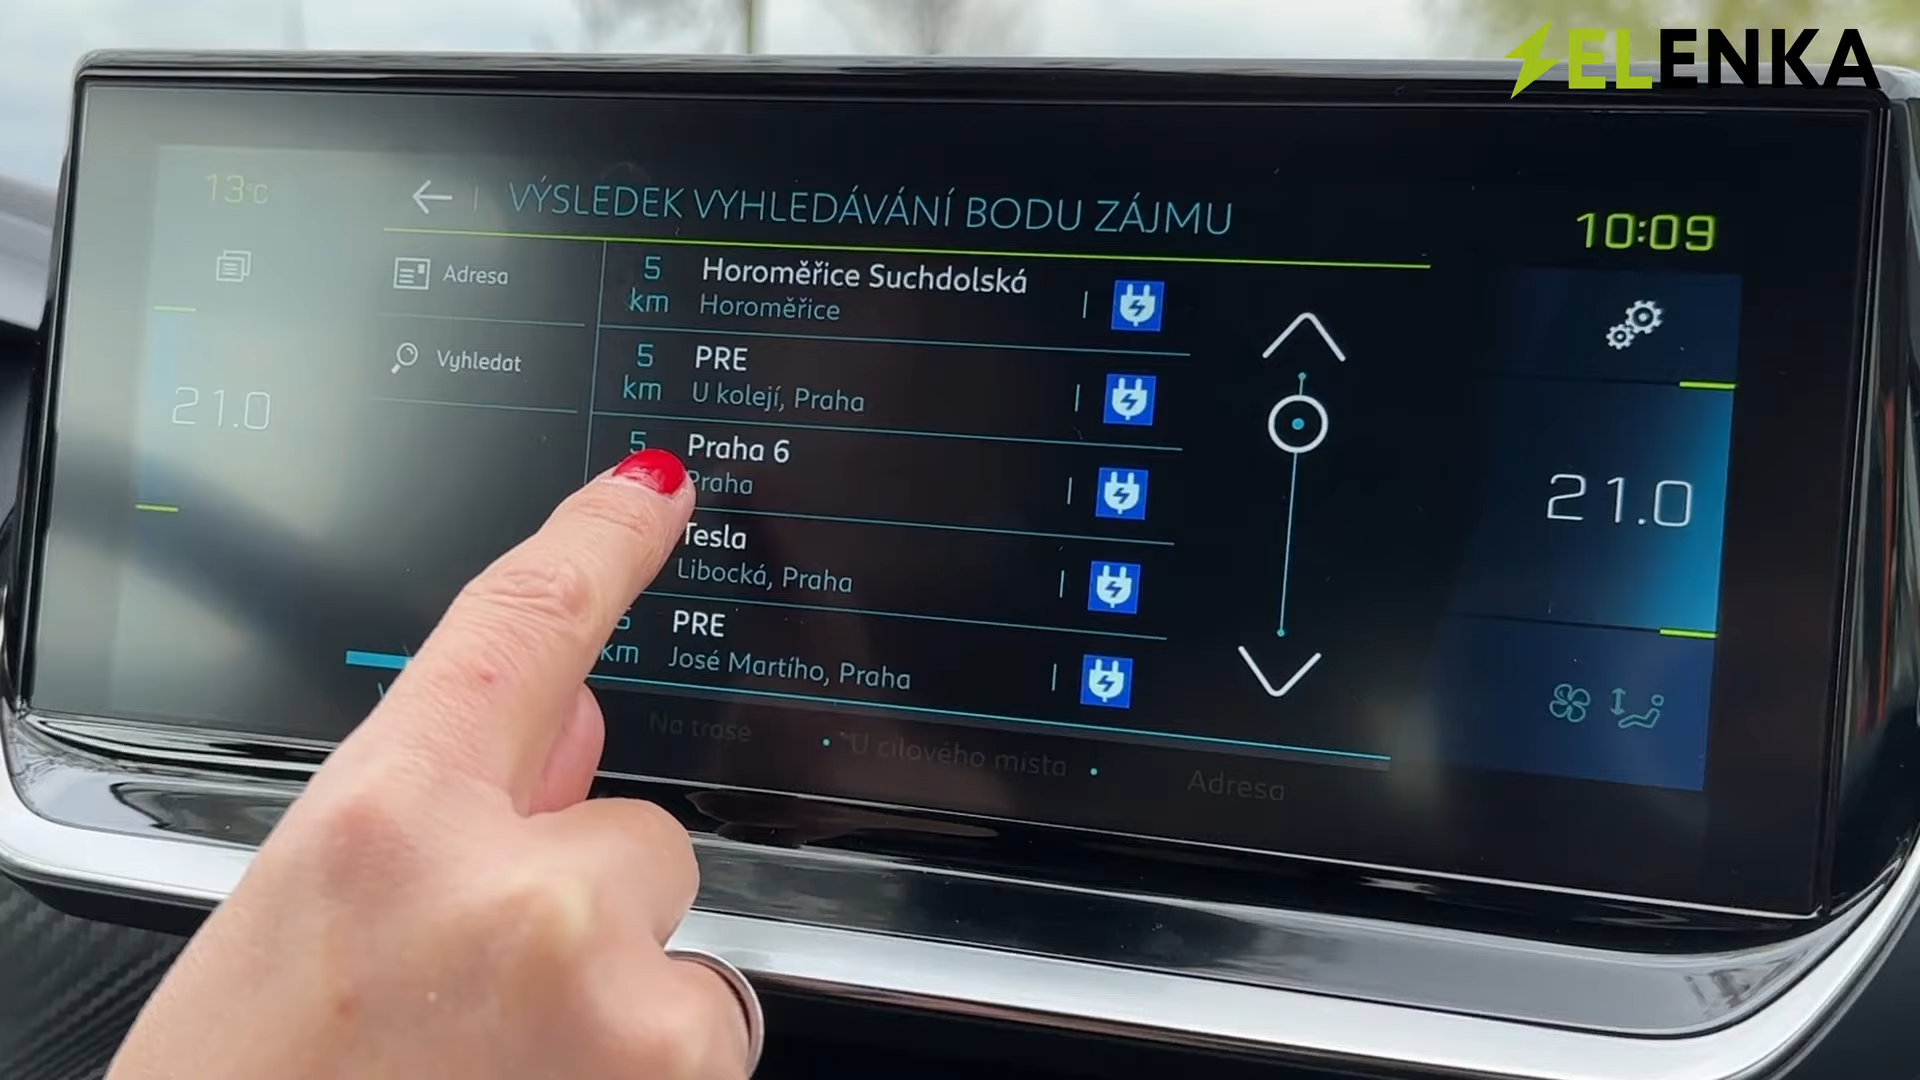 ELENKA
13°C
VÝSLEDEK VYHLEDÁVÁNÍ BODU ZÁJMU
10:09
Adresa
Vyhledat
5 km
Horoměřice Suchdolská
Horoměřice
5 km
PRE
U kolejí, Praha
5
Praha 6
Praha
Tesla
Libocká, Praha
km
PRE
José Martího, Praha
21.0
21.0
Na trase
U cílového místa
Adresa